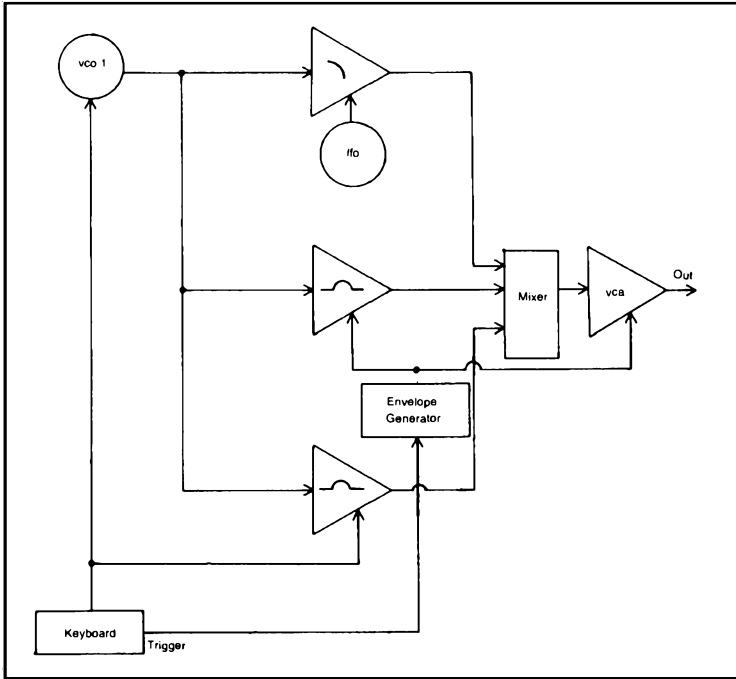 vco 1
lfo
Mixer
vca
Out
Envelope
Generator
Keyboard
Trigger